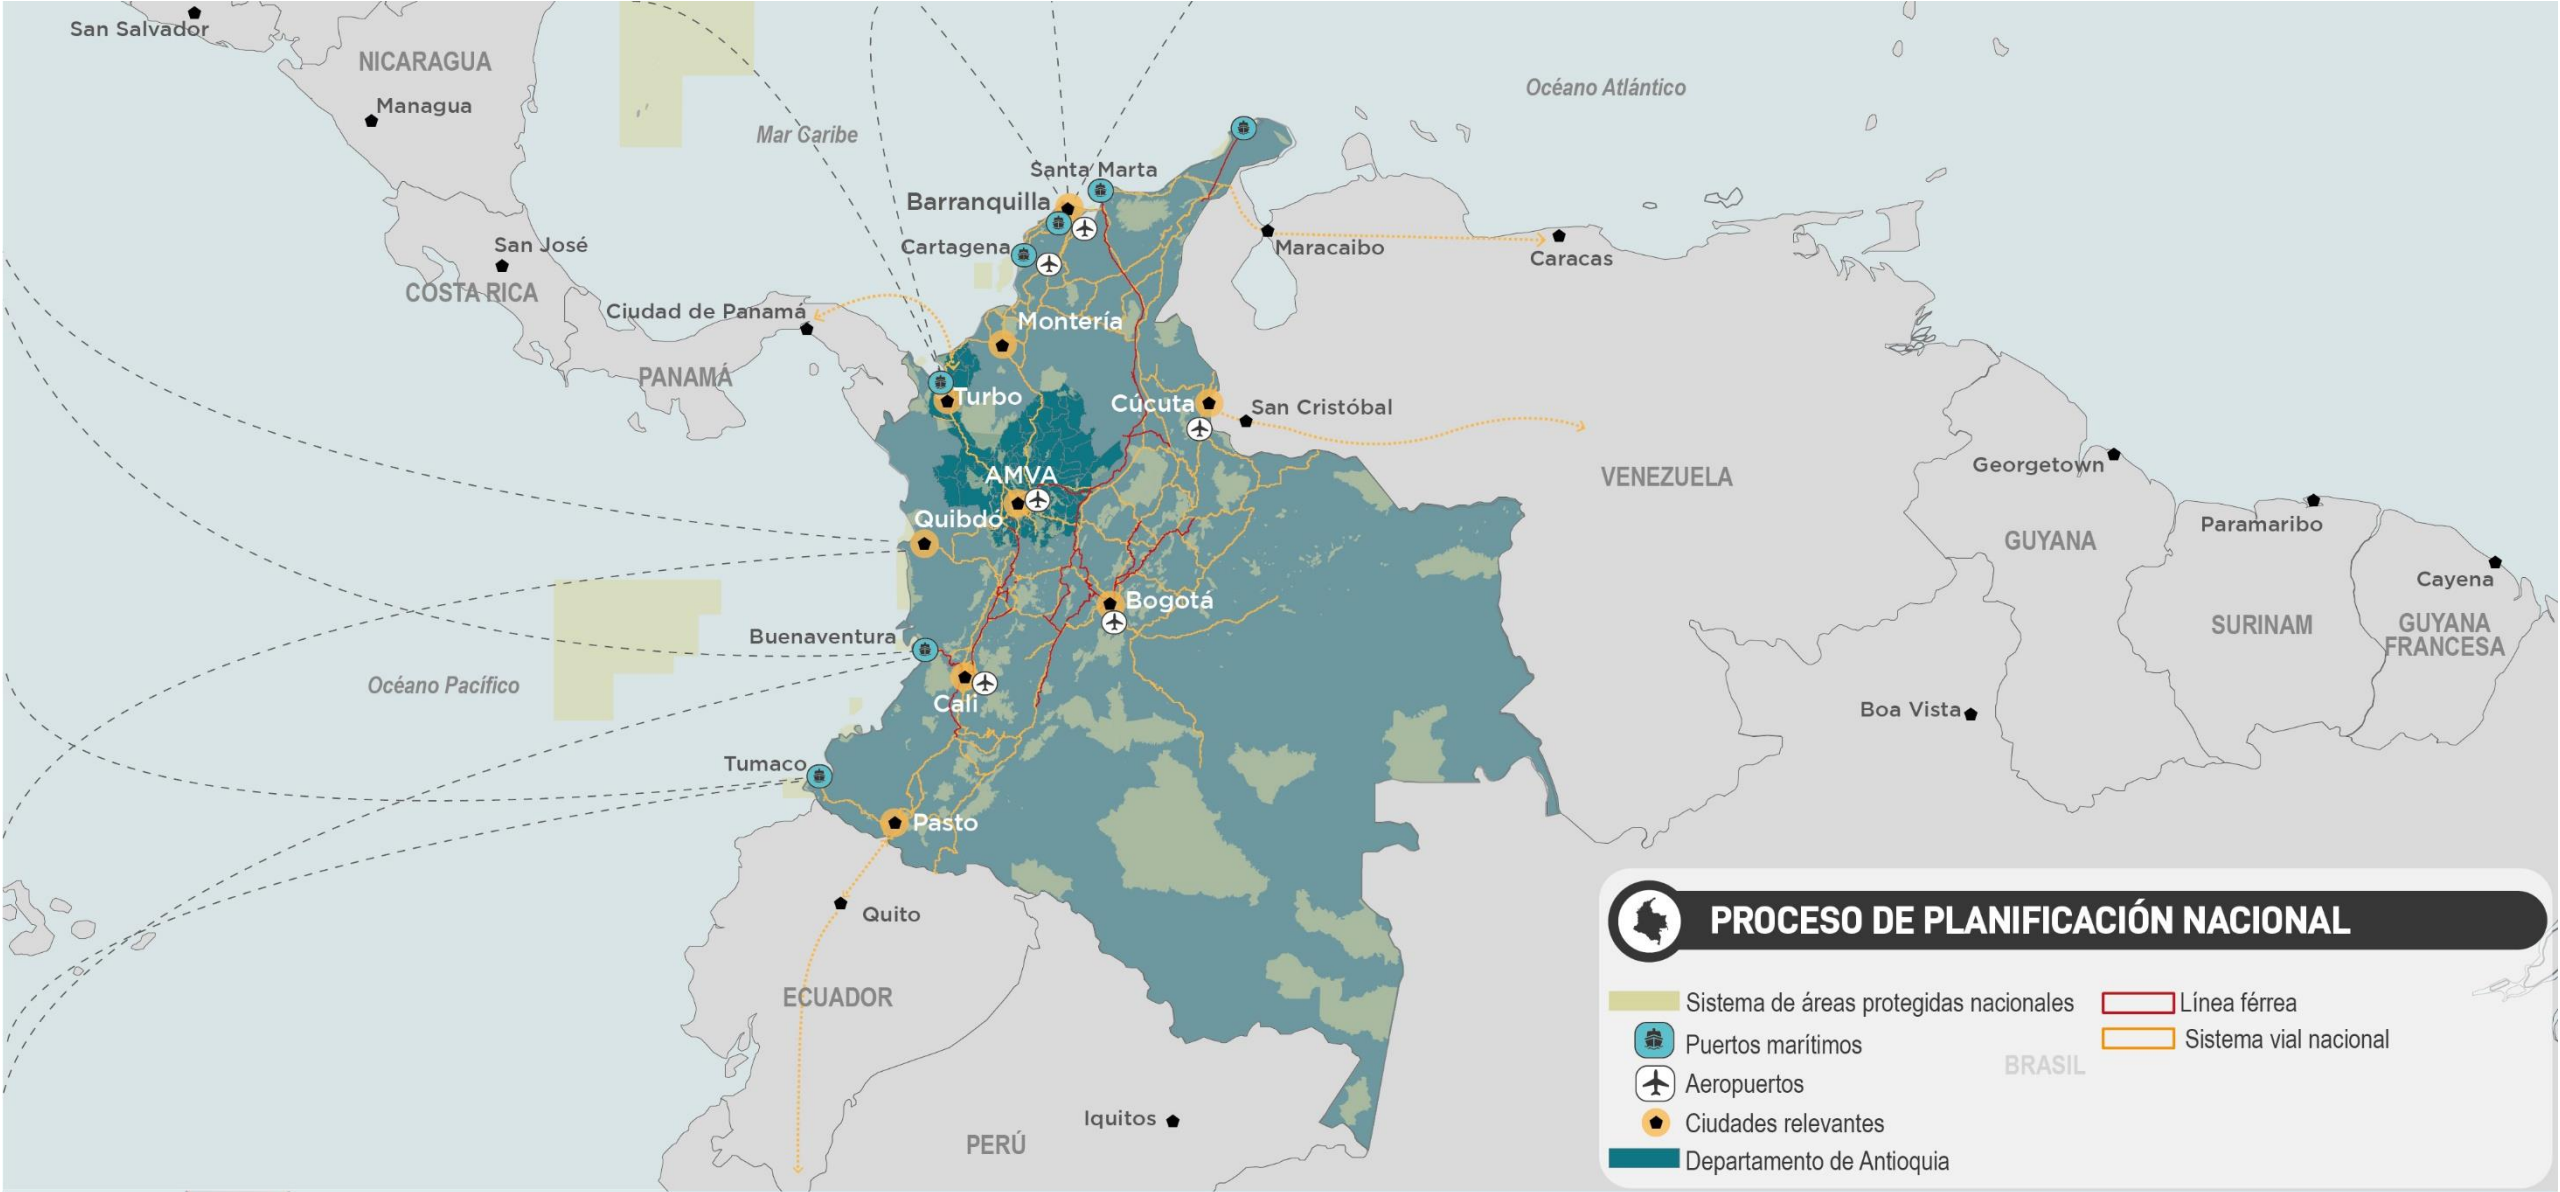 San Salvador
NICARAGUA
Managua
Océano Atlántico
Mar Caribe
Santa Marta
Barranquilla
Cartagena
San José
COSTA RICA
Maracaibo
Caracas
Ciudad de Panamá
Montería
PANAMÁ
Turbo
Cúcuta
San Cristóbal
AMVA
VENEZUELA
Georgetown
Quibdó
GUYANA
Paramaribo
Cayena
Bogotá
SURINAM
GUYANA
FRANCESA
Buenaventura
Océano Pacífico
Cali
Boa Vista
Tumaco
Pasto
Quito
ECUADOR
Iquitos
PERÚ
PROCESO DE PLANIFICACIÓN NACIONAL
Sistema de áreas protegidas nacionales
Línea férrea
Puertos marítimos
Sistema vial nacional
BRASIL
Aeropuertos
Ciudades relevantes
Departamento de Antioquia